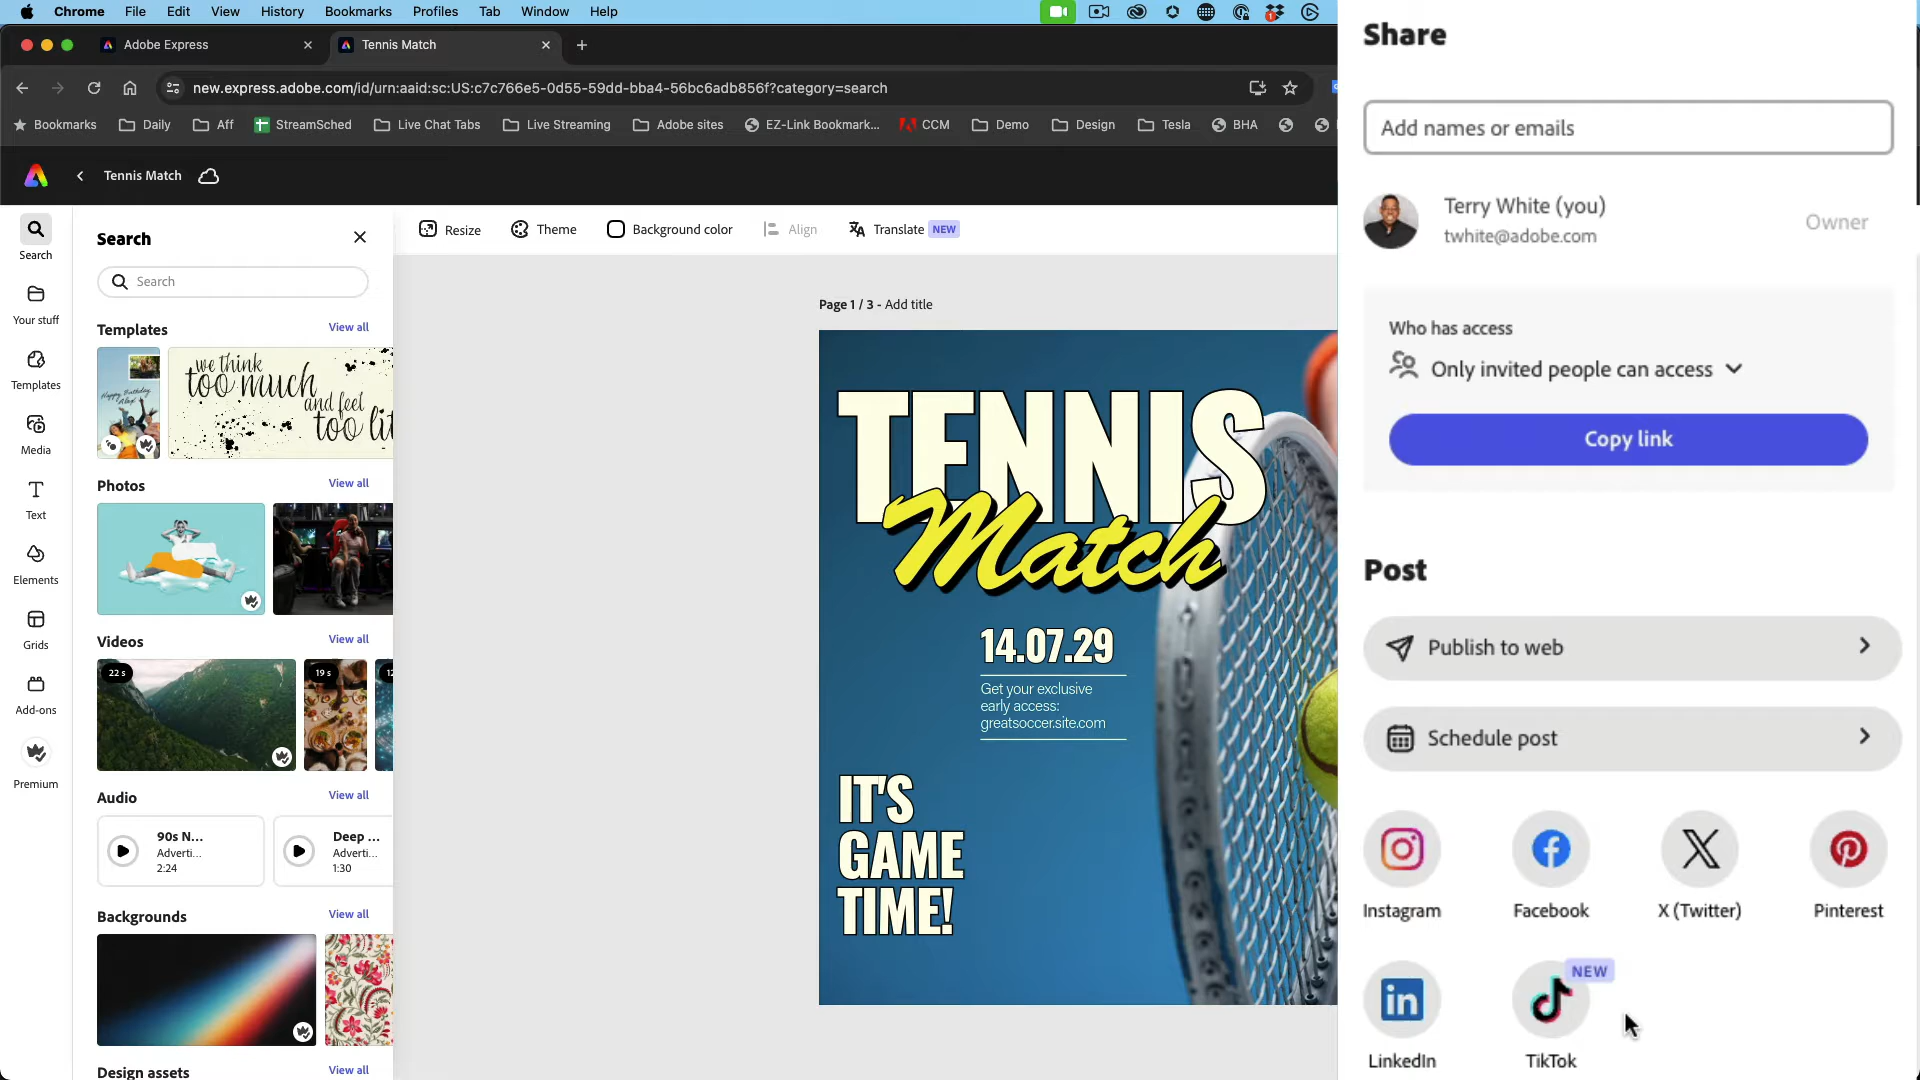 Chrome File Edit View History Bookmarks Profiles Tab Window Help
Adobe Express
Tennis Match
new.express.adobe.com/id/urn:aaid:sc:US:c7c766e5-0d55-59dd-bba4-56bc6adb856f?category=search
Bookmarks Daily Aff StreamSched Live Chat Tabs Live Streaming Adobe sites EZ-Link Bookmark... CCM Demo Design Tesla BHA
Tennis Match
Search
Your stuff
Templates
Media
Text
Elements
Grids
Add-ons
Premium
Search
Search
Templates View all
Happy Birthday Alex!
we think
too much
and feel
too lit
Photos View all
Videos View all
22 s
19 s
12
Audio View all
90s N...
Adverti...
2:24
Deep ...
Adverti...
1:30
Backgrounds View all
Design assets View all
Resize Theme Background color Align Translate NEW
Page 1 / 3 - Add title
TENNIS
Match
14.07.29
Get your exclusive
early access:
greatsoccer.site.com
IT'S
GAME
TIME!
Share
Add names or emails
Terry White (you)
twhite@adobe.com
Owner
Who has access
Only invited people can access
Copy link
Post
Publish to web
Schedule post
Instagram Facebook X (Twitter) Pinterest
NEW
LinkedIn TikTok